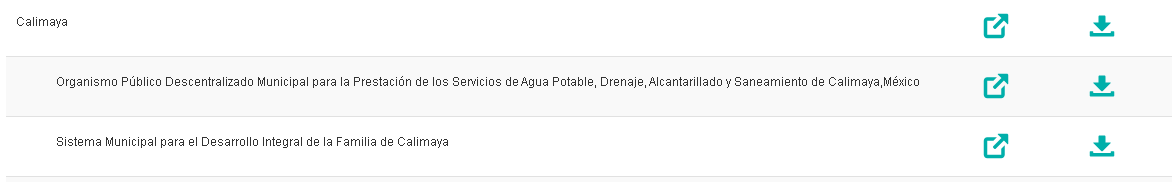 Calimaya
Organismo Público Descentralizado Municipal para la Prestación de los Servicios de Agua Potable, Drenaje, Alcantarillado y Saneamiento de Calimaya,México
Sistema Municipal para el Desarrollo Integral de la Familia de Calimaya